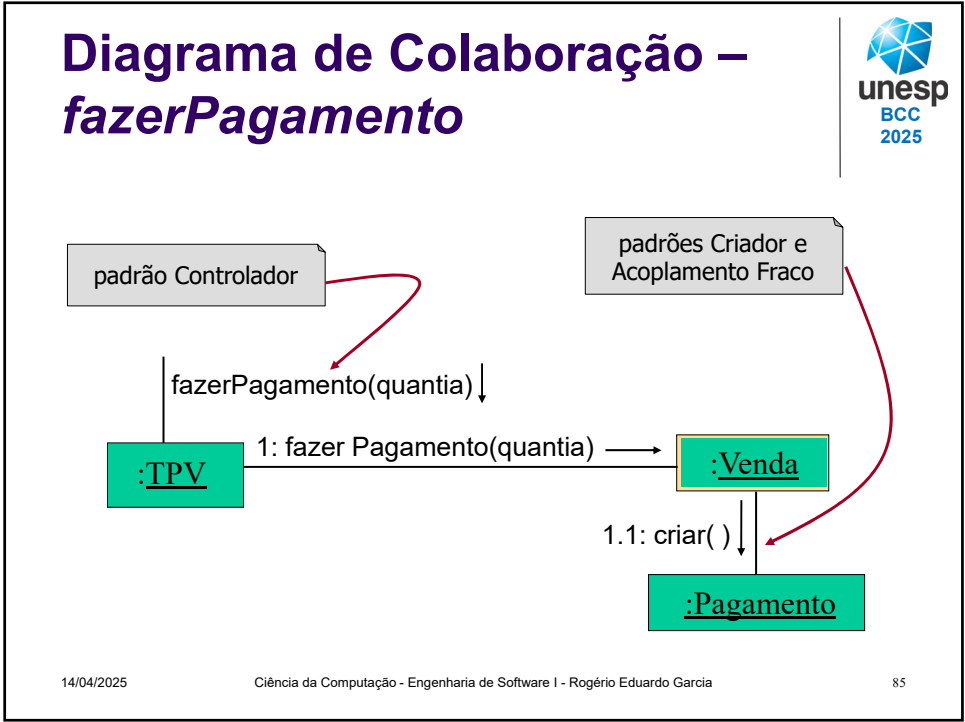 Diagrama de Colaboração –
fazerPagamento
unesp
BCC
2025
padrão Controlador
padrões Criador e
Acoplamento Fraco
fazerPagamento(quantia)
1: fazer Pagamento(quantia)
:TPV
:Venda
1.1: criar( )
:Pagamento
14/04/2025
Ciência da Computação - Engenharia de Software I - Rogério Eduardo Garcia
85